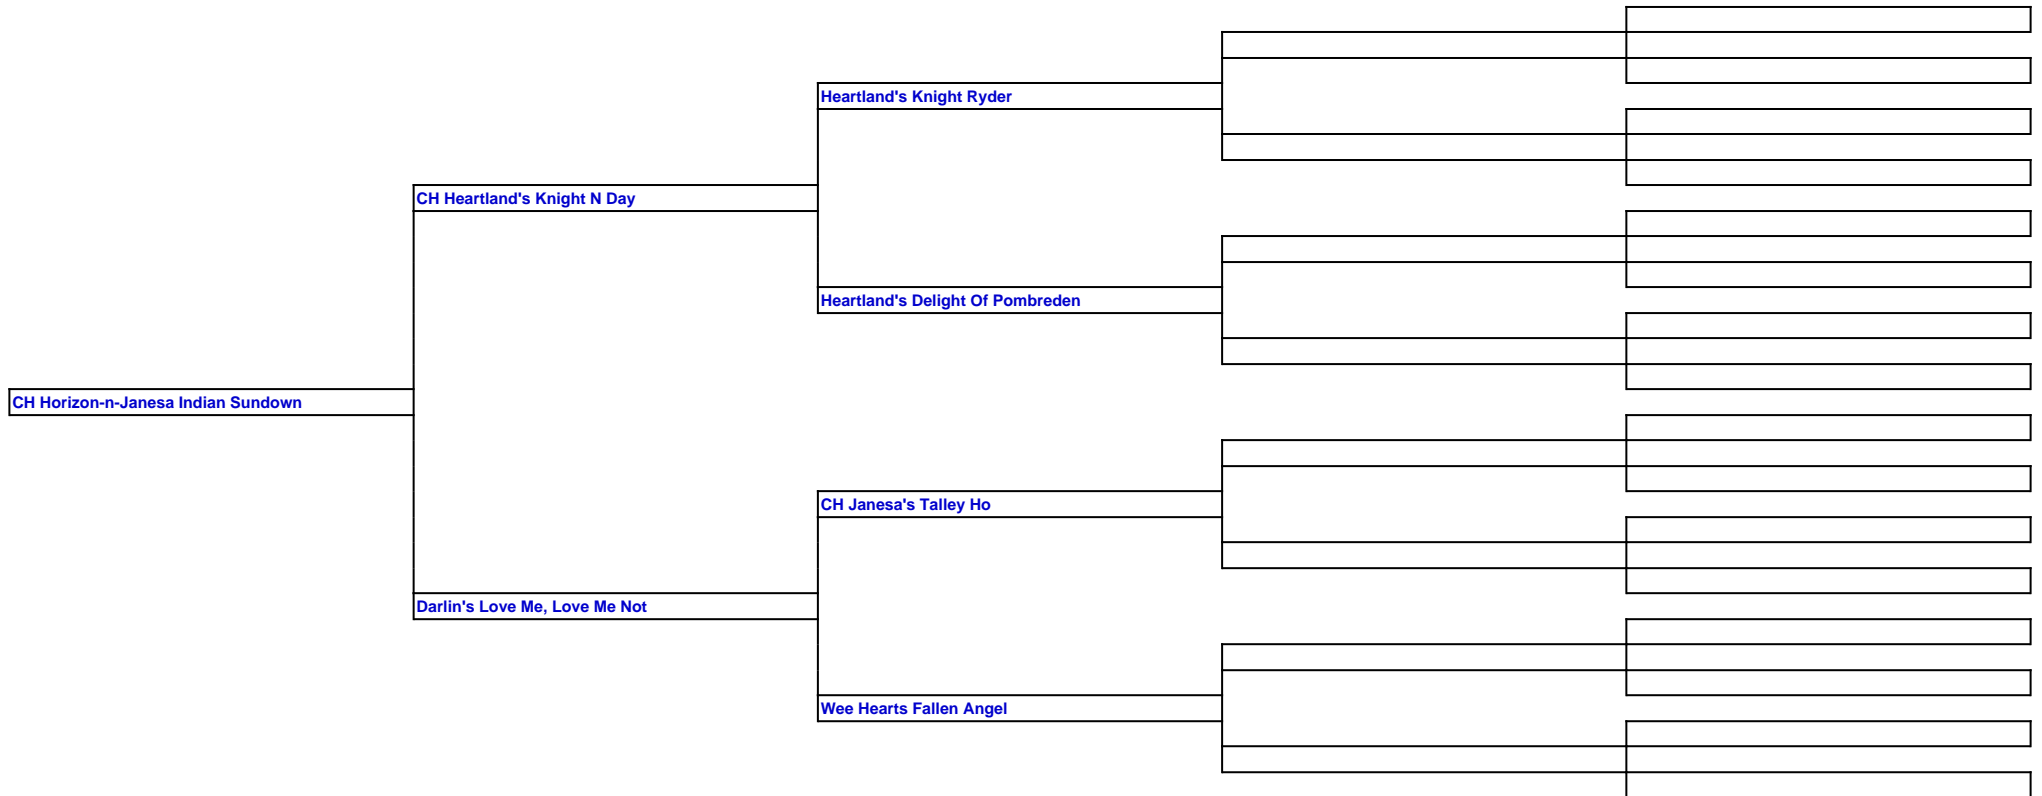 Heartland's Knight Ryder
CH Heartland's Knight N Day
Heartland's Delight Of Pombreden
CH Horizon-n-Janesa Indian Sundown
CH Janesa's Talley Ho
Darlin's Love Me, Love Me Not
Wee Hearts Fallen Angel